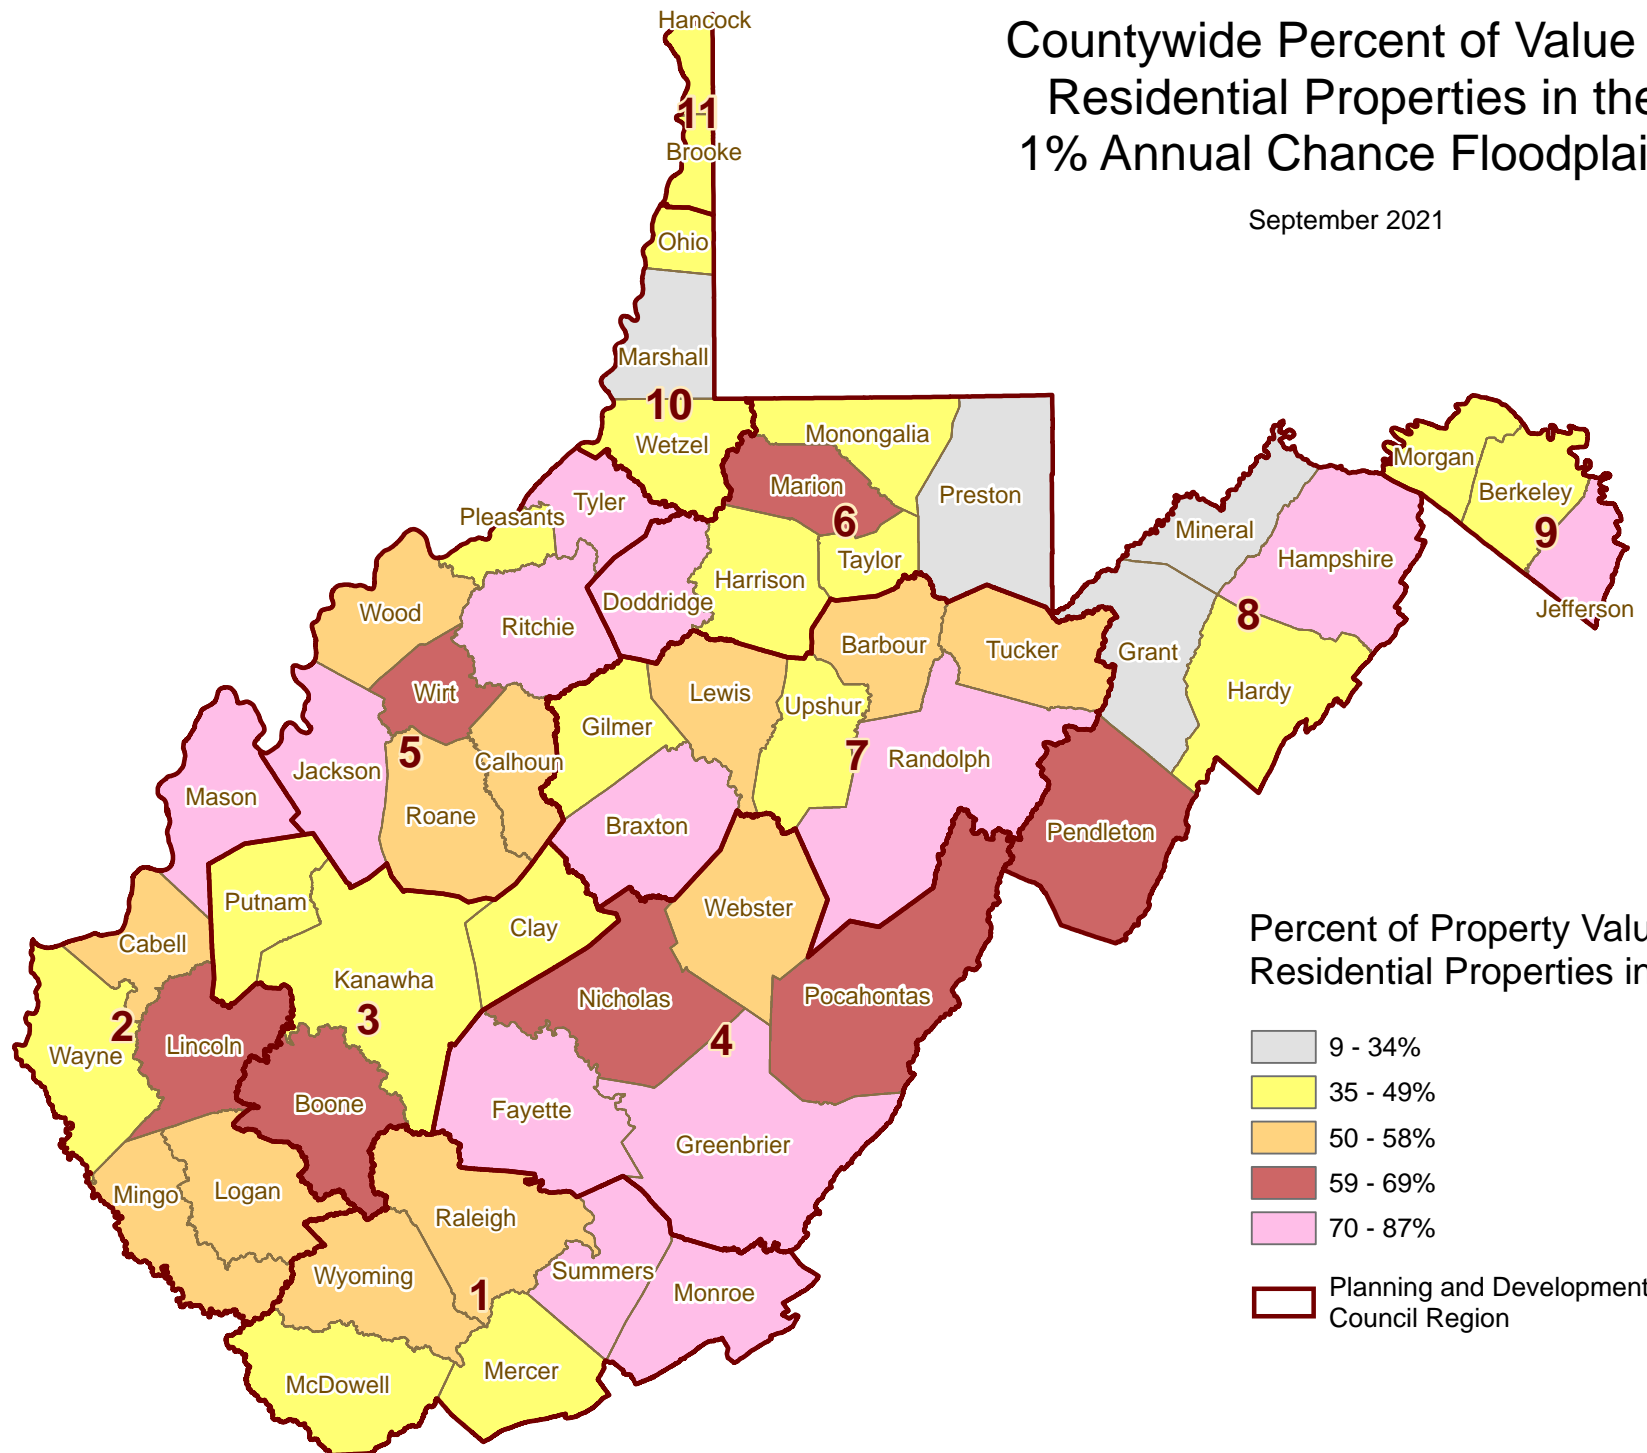 Countywide Percent of Value
Residential Properties in the
1% Annual Chance
September 2021
Hancock
11
Brooke
Ohio
Marshall
10
Wetzel
Monongalia
Marion
Preston
6
Tyler
Pleasants
Taylor
Harrison
Doddridge
Wood
Ritchie
Wirt
Morgan
Berkeley
9
Jefferson
Mineral
Hampshire
8
Grant
Hardy
Barbour
Tucker
Lewis
Upshur
Gilmer
7
Randolph
Calhoun
5
Jackson
Roane
Mason
Braxton
Pendleton
Putnam
Clay
Webster
Cabell
Kanawha
Nicholas
Pocahontas
3
2
Lincoln
Wayne
4
Boone
Fayette
Greenbrier
Mingo
Logan
Raleigh
Summers
Wyoming
1
Monroe
McDowell
Mercer
Percent of Property
Residential Properties in
9 - 34%
35 - 49%
50 - 58%
59 - 69%
70 - 87%
Planning and Development
Council Region